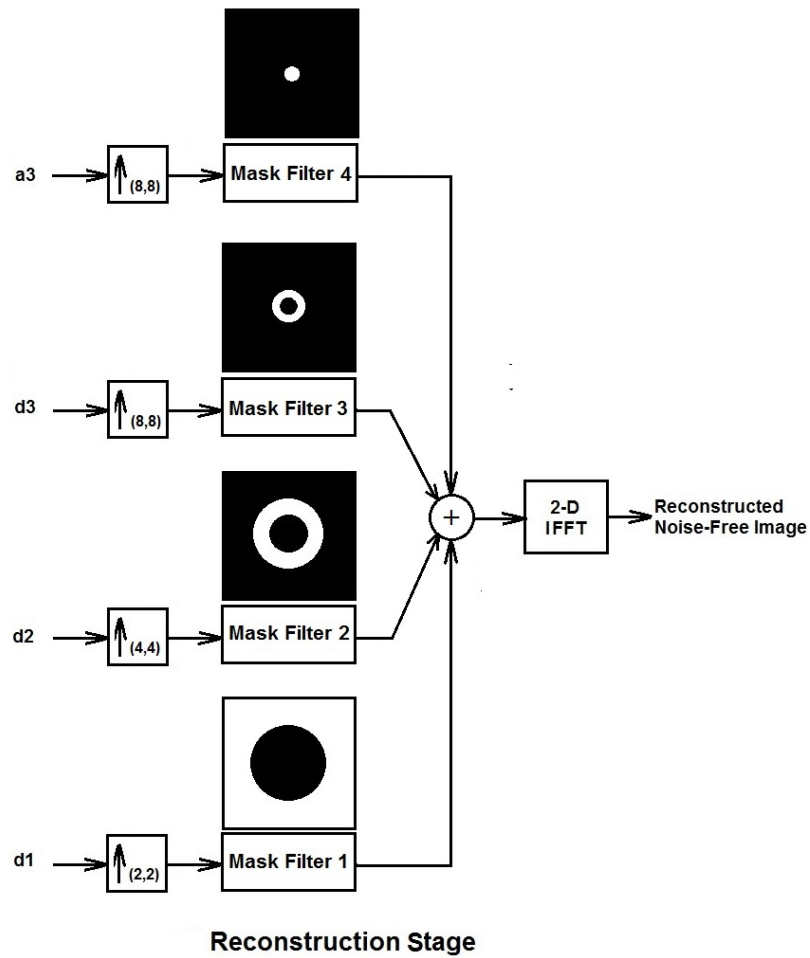 a3
(8,8)
Mask Filter 4
d3
(8,8)
Mask Filter 3
+
2-D
IFFT
Reconstructed
Noise-Free Image
d2
(4,4)
Mask Filter 2
d1
(2,2)
Mask Filter 1
Reconstruction Stage